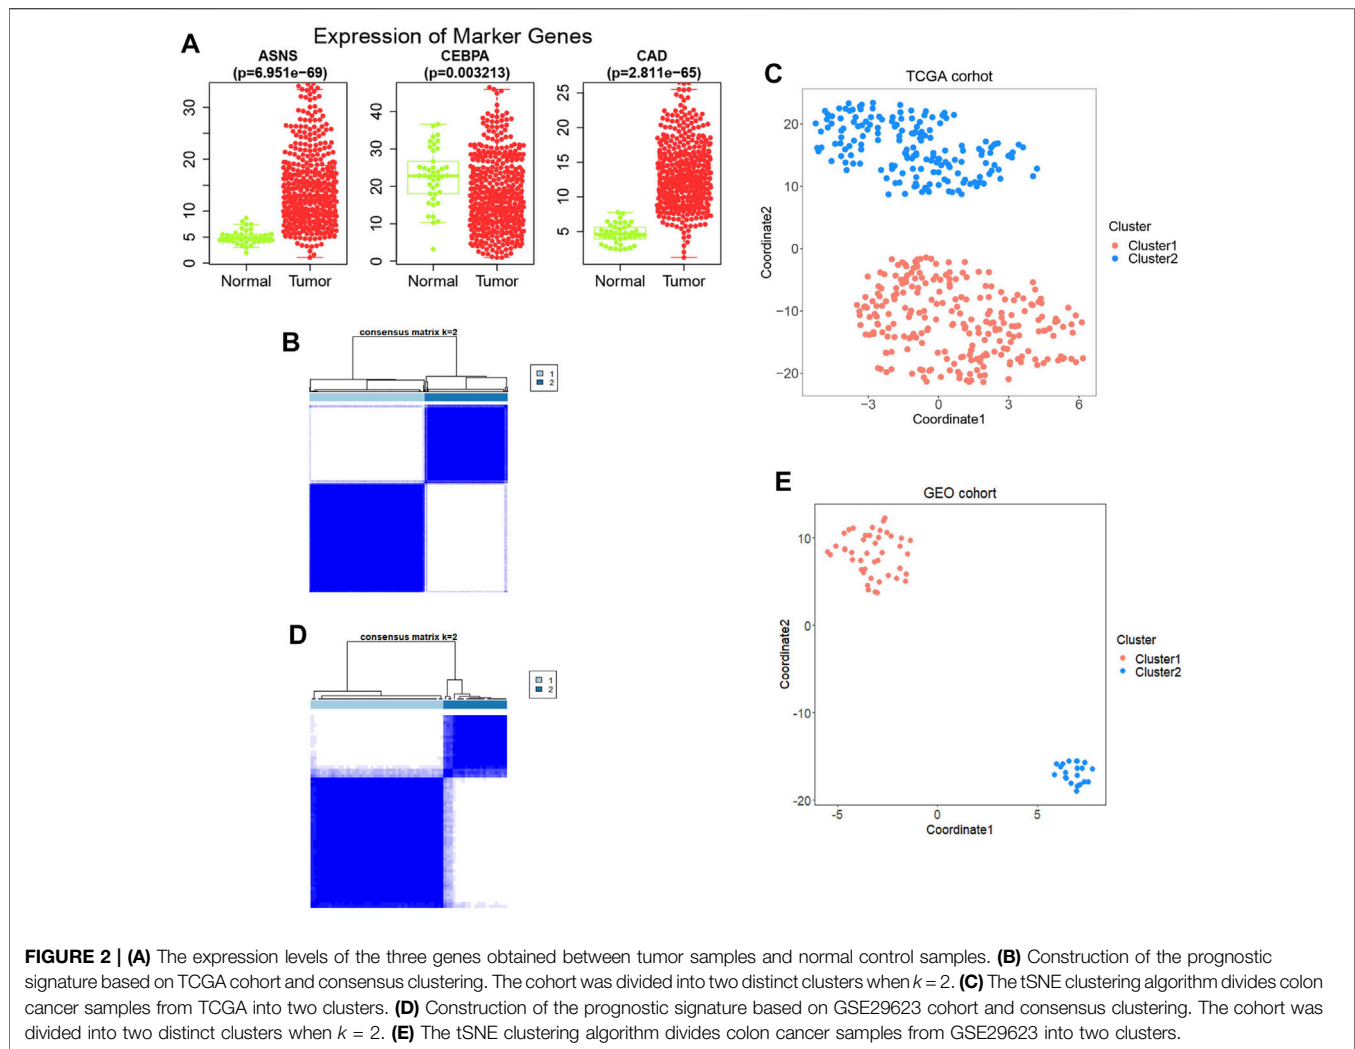 A
Expression of Marker Genes
ASNS
(p=6.951e−69)
CEBPA
(p=0.003213)
CAD
(p=2.811e−65)
30
20
10
5
0
Normal Tumor
40
30
20
10
0
Normal Tumor
25
20
15
10
5
Normal Tumor
B
consensus matrix k=2
1
2
C
TCGA corhot
Coordinate2
20
10
0
−10
−20
−3 0 3 6
Coordinate1
Cluster
Cluster1
Cluster2
D
consensus matrix k=2
1
2
E
GEO cohort
Coordinate2
10
0
-10
-20
-5 0 5
Coordinate1
Cluster
Cluster1
Cluster2
FIGURE 2 | (A) The expression levels of the three genes obtained between tumor samples and normal control samples. (B) Construction of the prognostic
signature based on TCGA cohort and consensus clustering. The cohort was divided into two distinct clusters when k = 2. (C) The tSNE clustering algorithm divides colon
cancer samples from TCGA into two clusters. (D) Construction of the prognostic signature based on GSE29623 cohort and consensus clustering. The cohort was
divided into two distinct clusters when k = 2. (E) The tSNE clustering algorithm divides colon cancer samples from GSE29623 into two clusters.